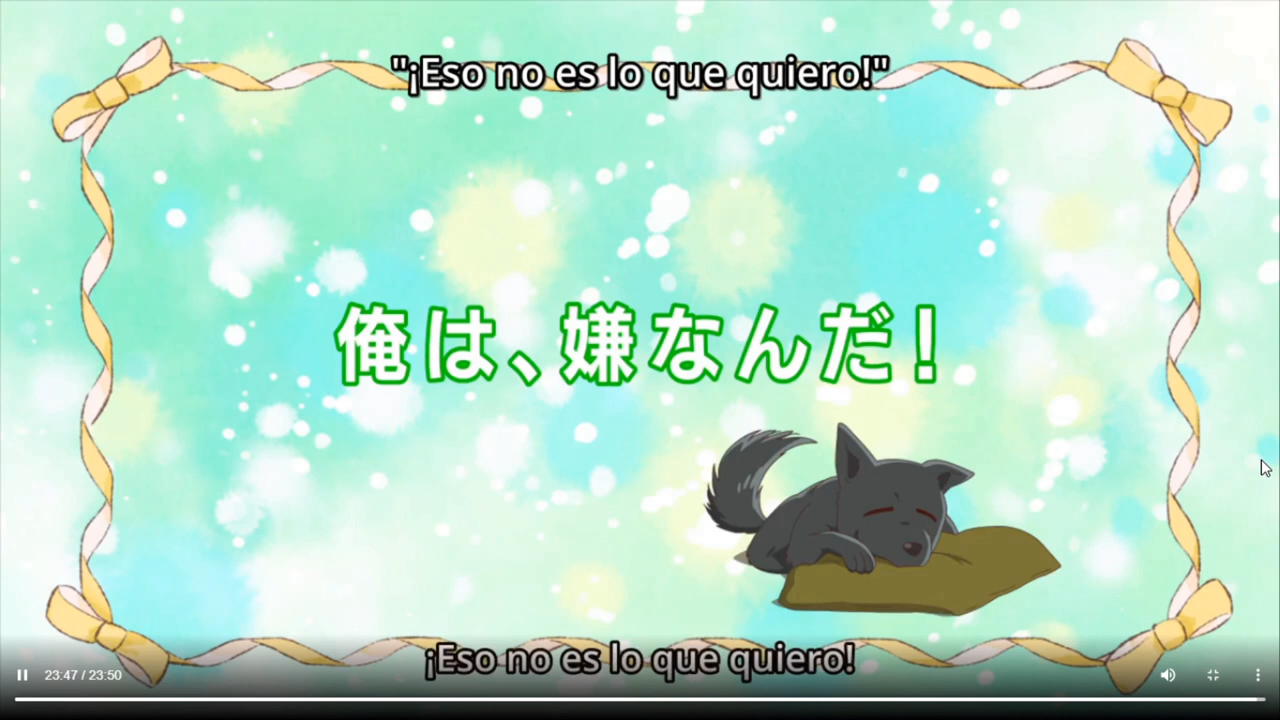 "¡Eso no es lo que quiero!"
俺は、嫌なんだ!
¡Eso no es lo que quiero!
23:47 / 23:50